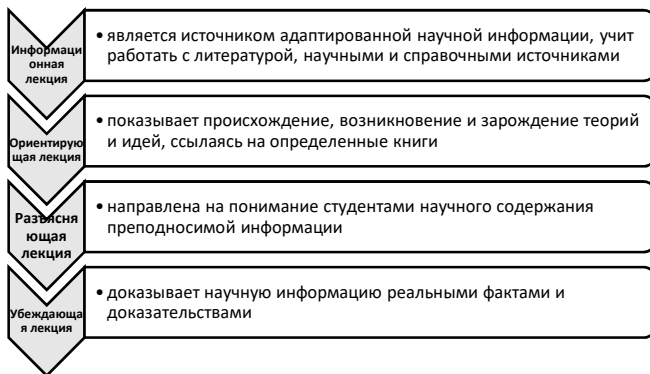 Информаци
онная
лекция
• является источником адаптированной научной информации, учит
работать с литературой, научными и справочными источниками
Ориентирую
щая лекция
• показывает происхождение, возникновение и зарождение теорий
и идей, ссылаясь на определенные книги
Разъясня
ющая
лекция
• направлена на понимание студентами научного содержания
преподносимой информации
Убеждающа
я лекция
• доказывает научную информацию реальными фактами и
доказательствами